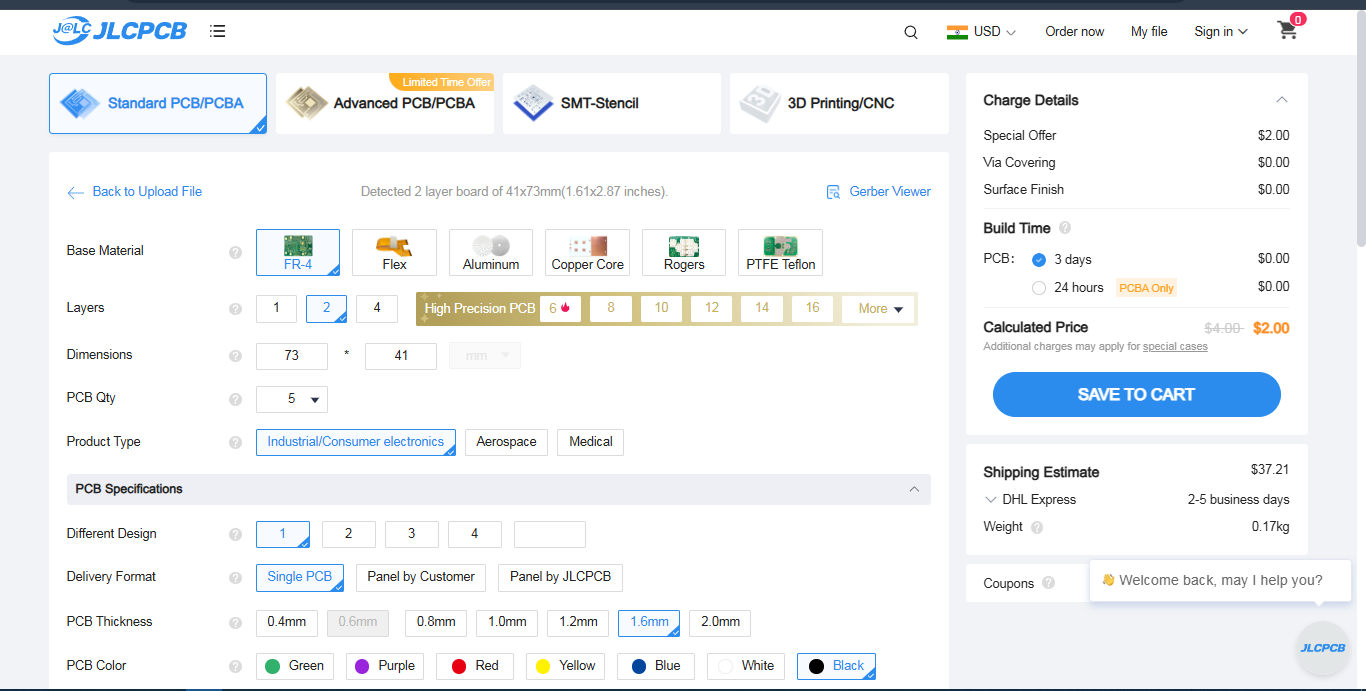 J@LC JLCPCB
USD
Order now
My file
Sign in
0
Standard PCB/PCBA
Limited Time Offer
Advanced PCB/PCBA
SMT-Stencil
3D Printing/CNC
Back to Upload File
Detected 2 layer board of 41x73mm(1.61x2.87 inches).
Gerber Viewer
Base Material ? FR-4 Flex Aluminum Copper Core Rogers PTFE Teflon
Layers ? 1 2 4 High Precision PCB 6 8 10 12 14 16 More
Dimensions ? 73 * 41 mm
PCB Qty ? 5
Product Type ? Industrial/Consumer electronics Aerospace Medical
PCB Specifications
Different Design ? 1 2 3 4
Delivery Format ? Single PCB Panel by Customer Panel by JLCPCB
PCB Thickness ? 0.4mm 0.6mm 0.8mm 1.0mm 1.2mm 1.6mm 2.0mm
PCB Color ? Green Purple Red Yellow Blue White Black
Charge Details
Special Offer $2.00
Via Covering $0.00
Surface Finish $0.00
Build Time ?
PCB: 3 days $0.00
24 hours PCBA Only $0.00
Calculated Price $4.00 $2.00
Additional charges may apply for special cases
SAVE TO CART
Shipping Estimate $37.21
DHL Express 2-5 business days
Weight ? 0.17kg
Coupons ?
👋 Welcome back, may I help you?
JLCPCB